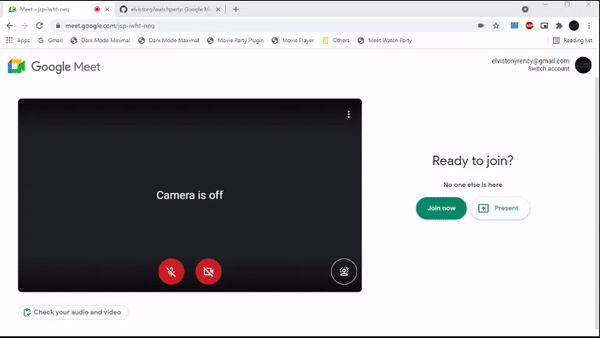 Meet - jsp-iwht-neq
elvistony/watchparty: Google M
meet.google.com/jsp-iwht-neq
Apps
Gmail
Dark Mode Minimal
Dark Mode Maximall
Movie Party Plugin
Movie Player
Others
Meet Watch Party
Reading list
Google Meet
elvistonyrency@gmail.com
Switch account
Camera is off
Ready to join?
No one else is here
Join now
Present
Check your audio and video